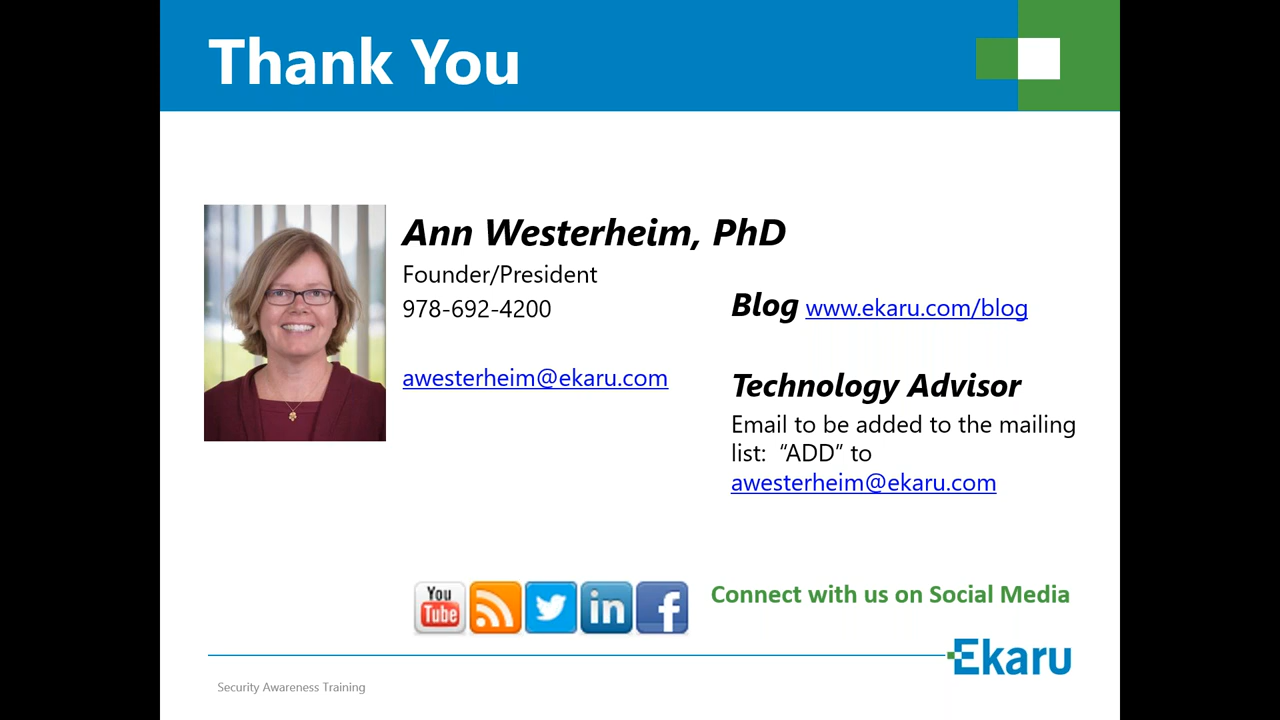 Thank You
Ann Westerheim, PhD
Founder/President
978-692-4200
awesterheim@ekaru.com
Blog www.ekaru.com/blog
Technology Advisor
Email to be added to the mailing
list: “ADD” to
awesterheim@ekaru.com
You
Tube
in
f
Connect with us on Social Media
Ekaru
Security Awareness Training